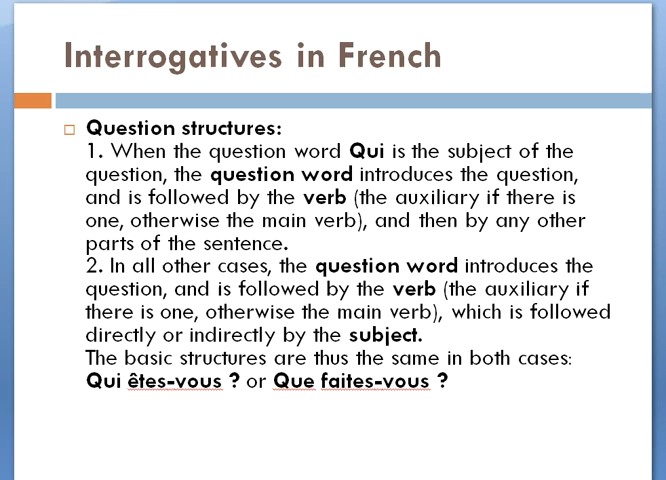 Interrogatives in French
Question structures:
1. When the question word Qui is the subject of the
question, the question word introduces the question,
and is followed by the verb (the auxiliary if there is
one, otherwise the main verb), and then by any other
parts of the sentence.
2. In all other cases, the question word introduces the
question, and is followed by the verb (the auxiliary if
there is one, otherwise the main verb), which is followed
directly or indirectly by the subject.
The basic structures are thus the same in both cases:
Qui êtes-vous ? or Que faites-vous ?